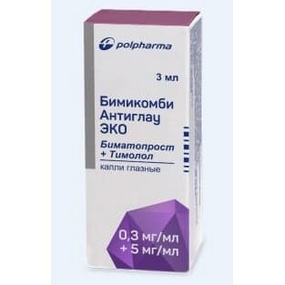 polpharma
3 мл
Бимикомби
Антиглау
ЭКО
Биматопрост
+ Тимолол
капли глазные
0,3 мг/мл
+ 5 мг/мл